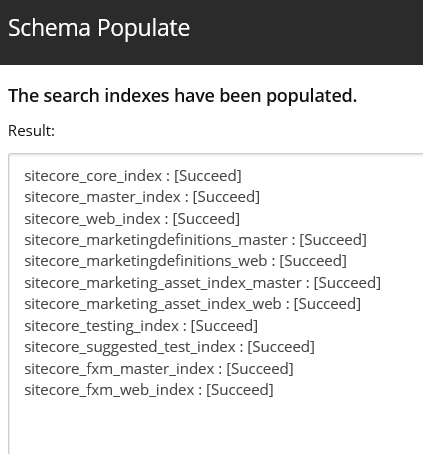 Schema Populate
The search indexes have been populated.
Result:
sitecore_core_index : [Succeed]
sitecore_master_index : [Succeed]
sitecore_web_index : [Succeed]
sitecore_marketingdefinitions_master : [Succeed]
sitecore_marketingdefinitions_web : [Succeed]
sitecore_marketing_asset_index_master : [Succeed]
sitecore_marketing_asset_index_web : [Succeed]
sitecore_testing_index : [Succeed]
sitecore_suggested_test_index : [Succeed]
sitecore_fxm_master_index : [Succeed]
sitecore_fxm_web_index : [Succeed]